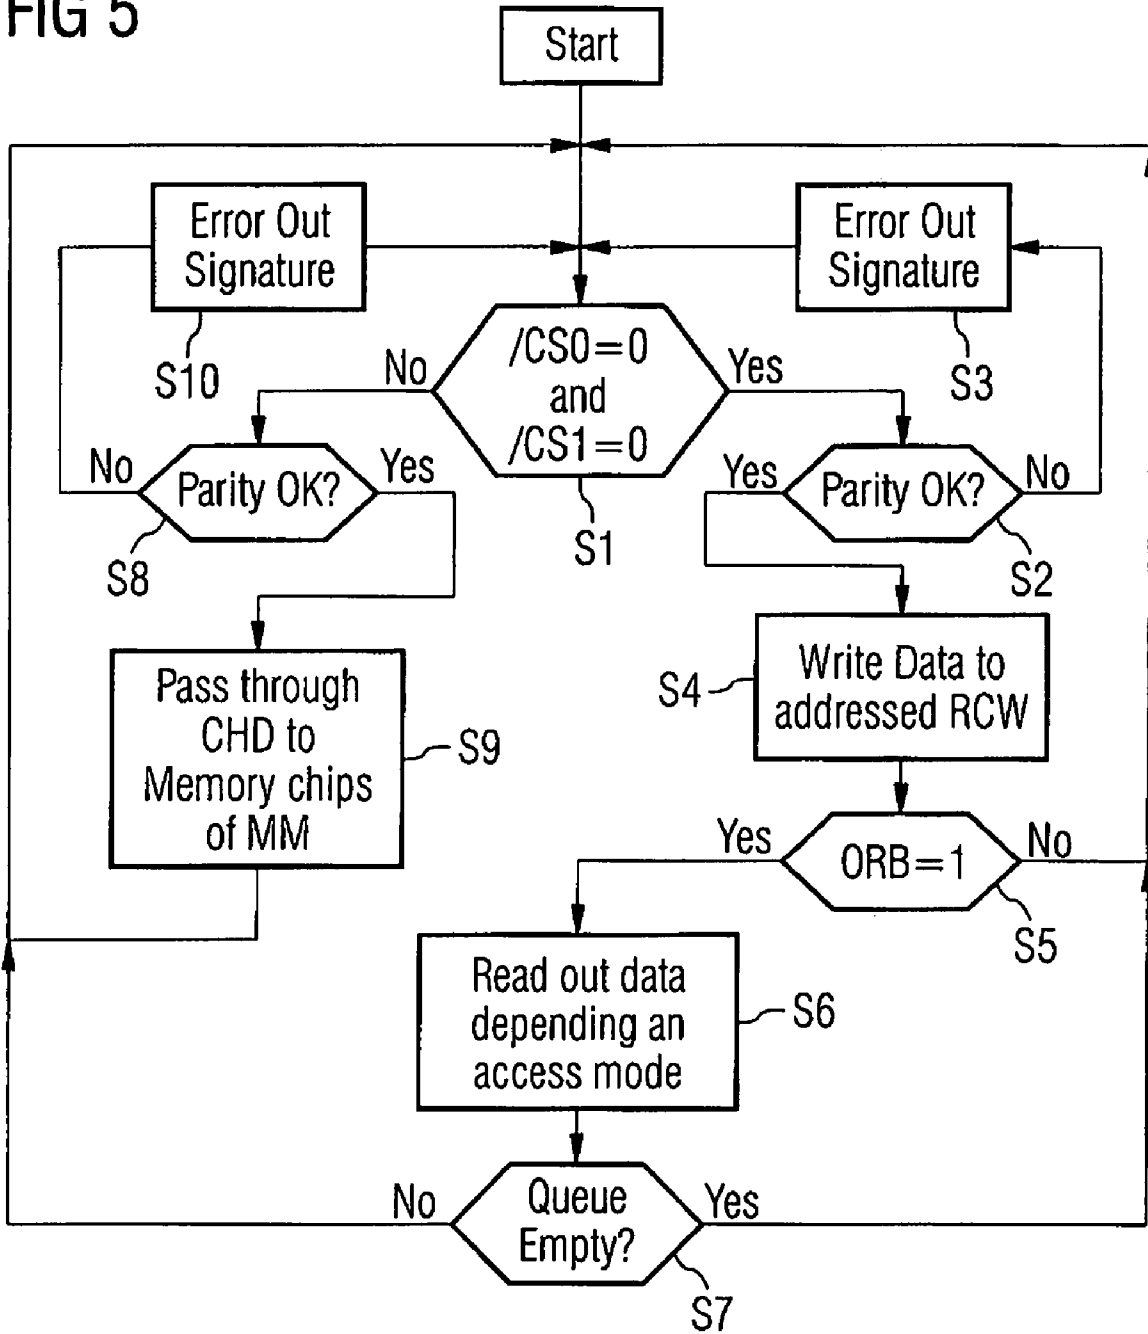 FIG 5
Start
Error Out
Signature
S10
Error Out
Signature
S3
/CS0=0
and
/CS1=0
S1
No
Yes
No
Parity OK?
Yes
S8
Yes
Parity OK?
No
S2
Pass through
CHD to
Memory chips
of MM
S9
S4
Write Data to
addressed RCW
Yes
ORB=1
No
S5
Read out data
depending an
access mode
S6
No
Queue
Empty?
Yes
S7